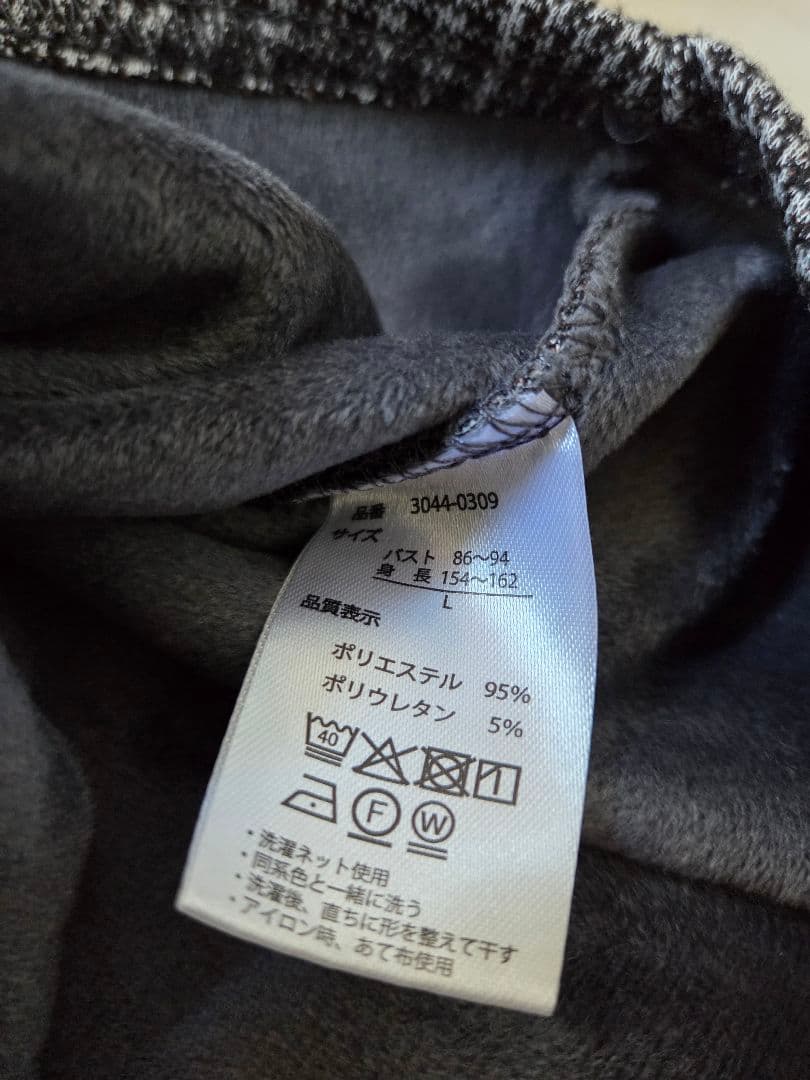 品番 3044-0309
サイズ
バスト 86～94
身 長 154～162
L
品質表示
ポリエステル 95%
ポリウレタン 5%
40
F W
・洗濯ネット使用
・同系色と一緒に洗う
・洗濯後、直ちに形を整えて干す
・アイロン時、あて布使用